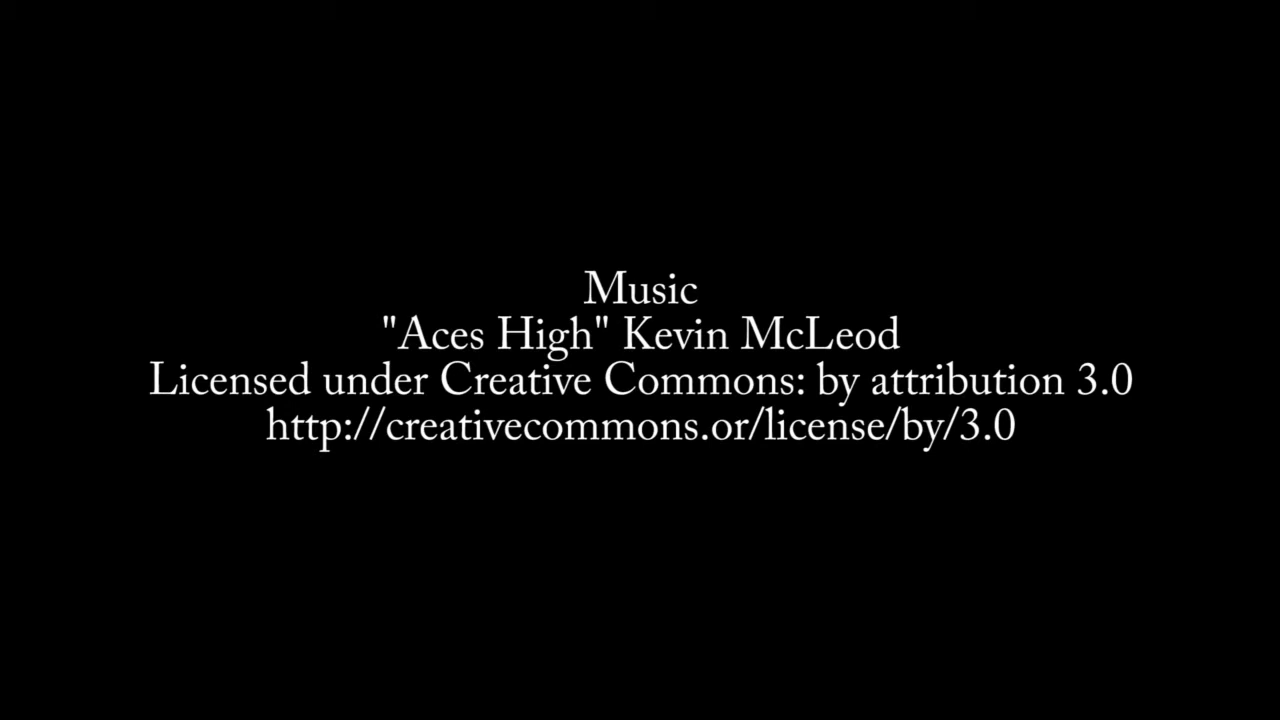 Music
"Aces High" Kevin McLeod
Licensed under Creative Commons: by attribution 3.0
http://creativecommons.or/license/by/3.0